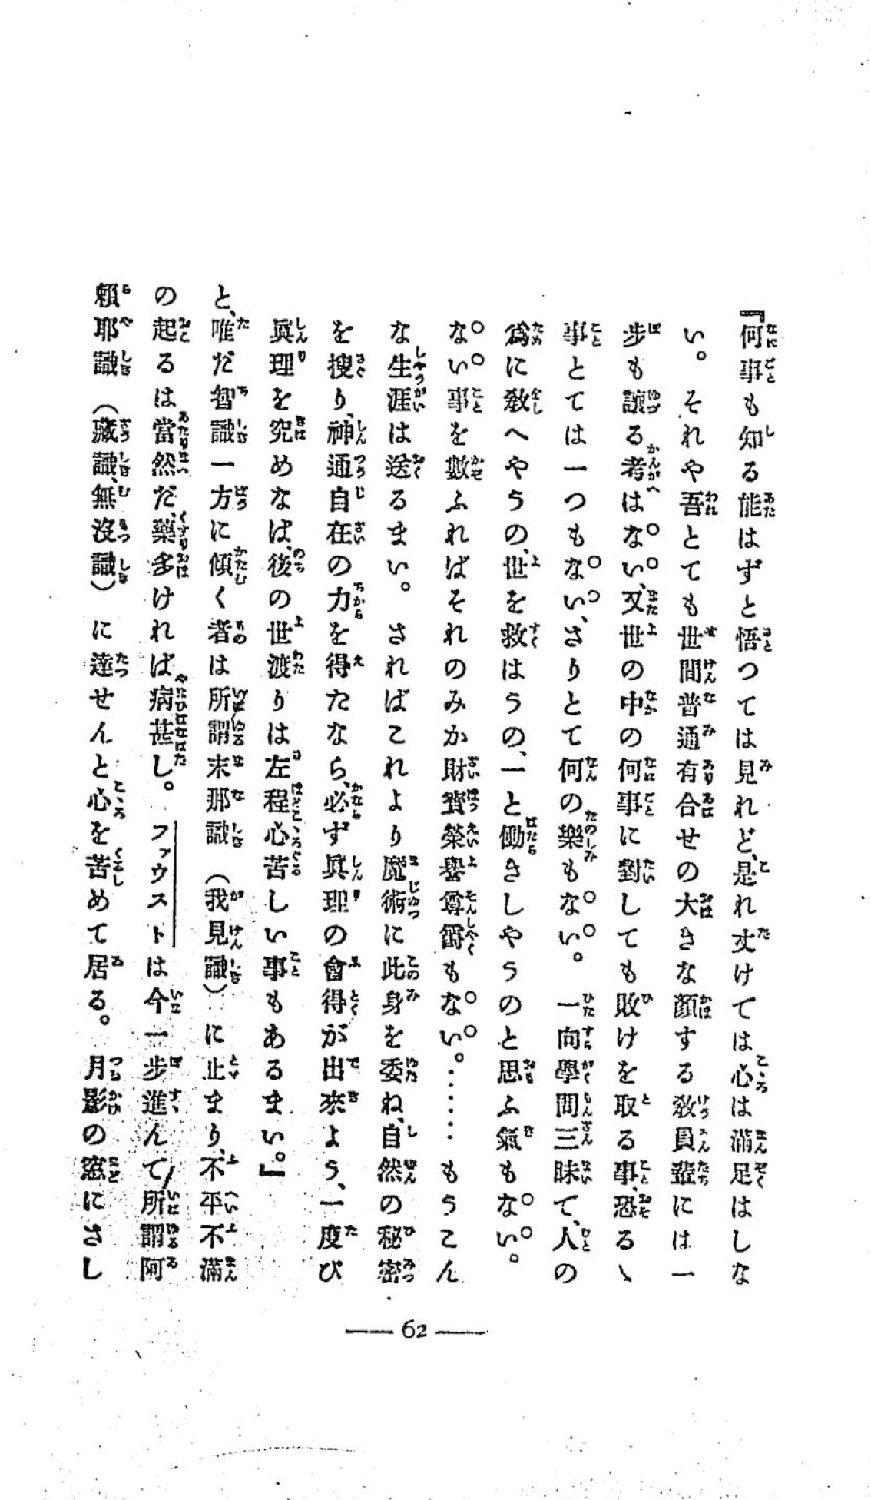 『何事も知る能はずと悟つては見れど、是れ丈けては心は滿足はしな
い。それや吾とても世間普通有合せの大きな顏する敎員輩には一
步も讓る考はない、又世の中の何事に對しても敗けを取る事、恐る丶
事とては一つもない、さりとて何の樂もない。一向學問三昧て、人の
爲に敎へやうの、世を救はうの、一と働きしやうのと思ふ氣もない。
ない事を數ふればそれのみか財寶榮譽尊爵もない。……もうこん
な生涯は送るまい。さればこれより魔術に此身を委ね、自然の秘密
を搜り、神通自在の力を得たなら、必ず眞理の會得が出來よう、一度び
眞理を究めなば、後の世渡りは左程心苦しい事もあるまい。』
と、唯だ智識一方に傾く者は所謂末那識（我見識）に止まり、不平不滿
の起るは當然だ、藥多ければ病甚し。ファウストは今一步進んて所謂阿
頼耶識（藏識、無沒識）に達せんと心を苦めて居る。月影の窓にさし
62